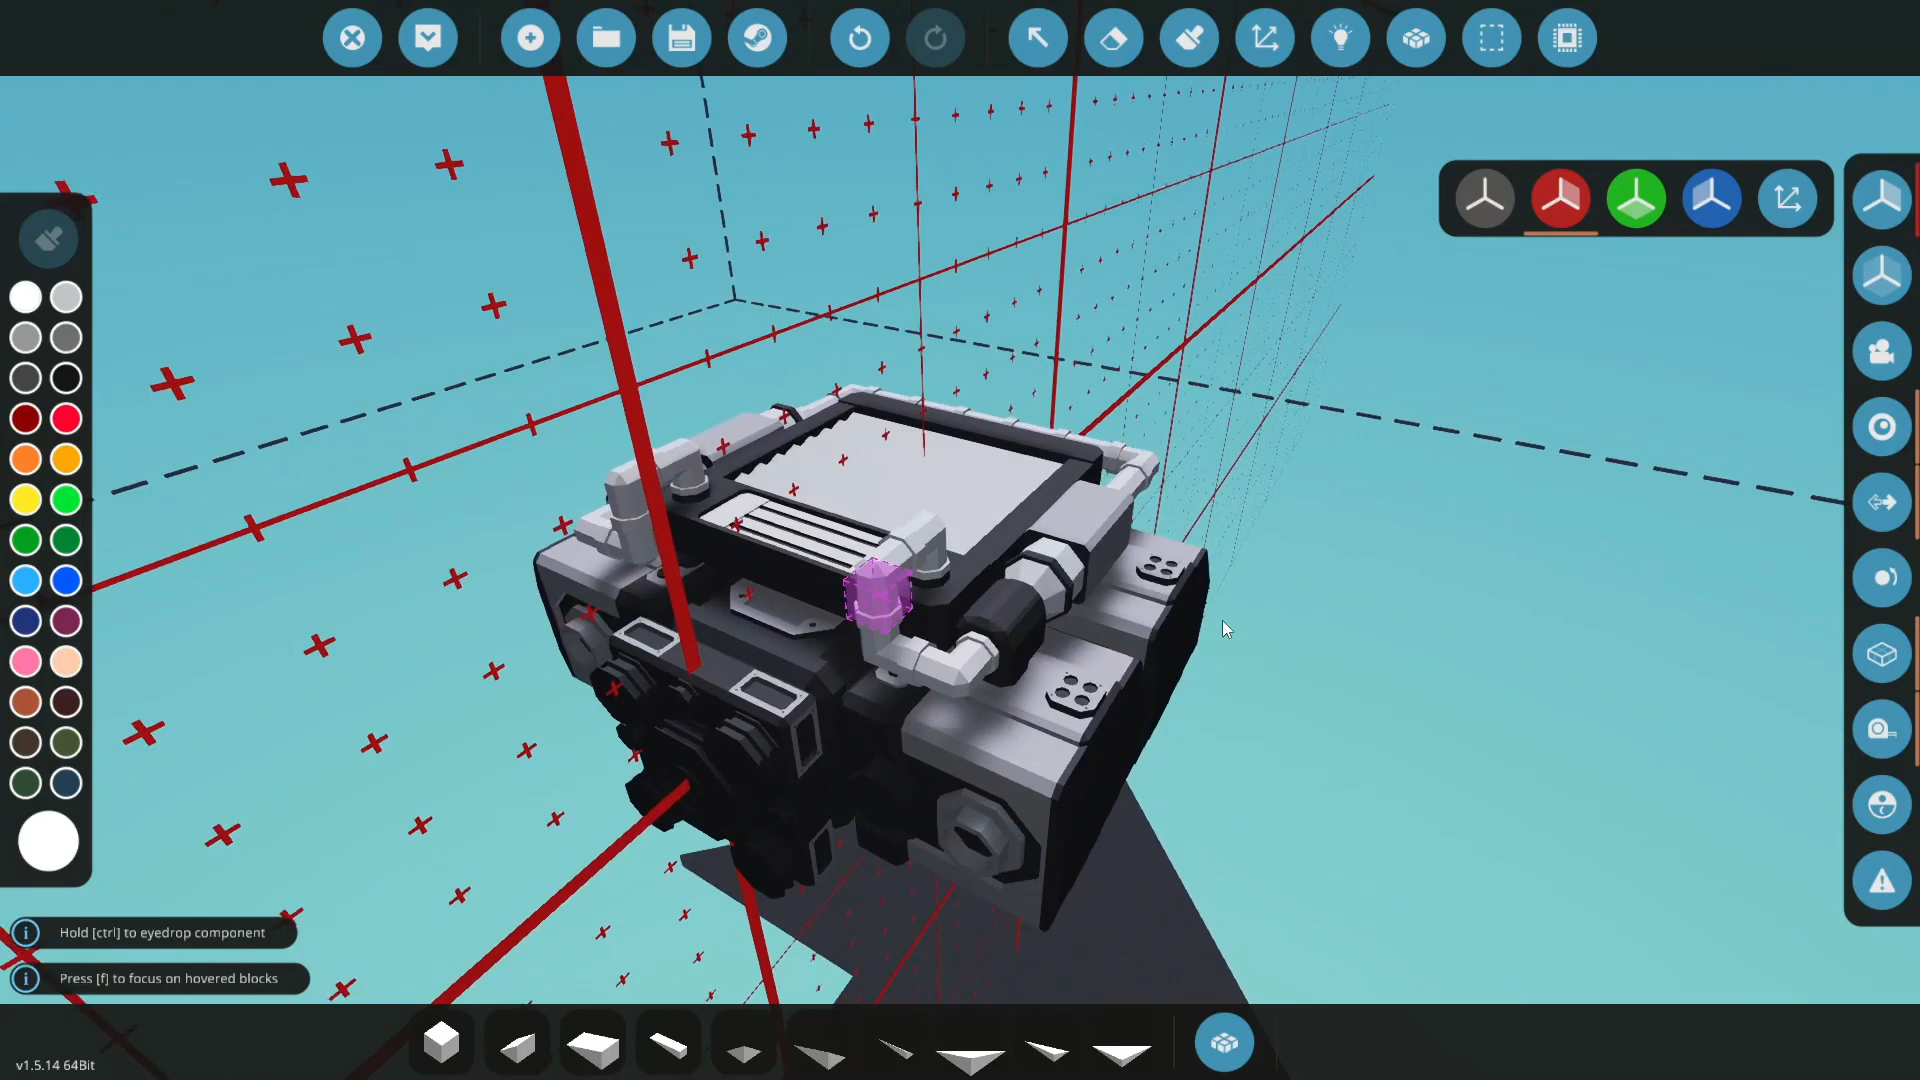 Hold [ctrl] to eyedrop component
Press [f] to focus on hovered blocks
v1.5.14 64Bit